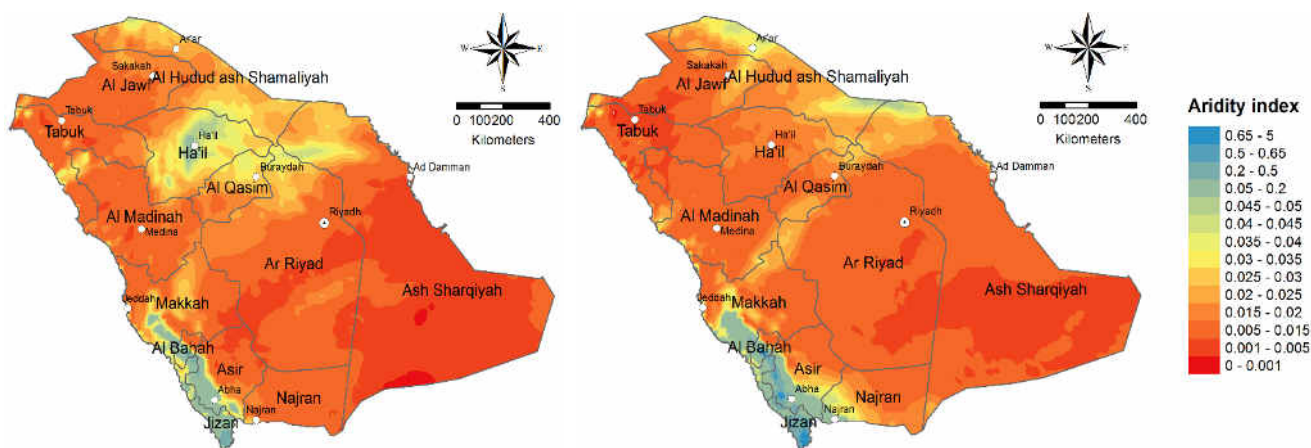 N
W E
S
0 100200 400
Kilometers
Ar'ar
Sakakah
Al Jawf
Al Hudud ash Shamaliyah
Tabuk
Tabuk
Ha'il
Ha'il
Buraydah
Al Qasim
Ad Damman
Al Madinah
Medina
Riyadh
Ar Riyad
Ash Sharqiyah
Jeddah
Makkah
Al Bahah
Asir
Abha
Najran
Najran
Jizan
N
W E
S
0 100200 400
Kilometers
Ar'ar
Sakakah
Al Jawf
Al Hudud ash Shamaliyah
Tabuk
Tabuk
Ha'il
Ha'il
Buraydah
Al Qasim
Ad Damman
Al Madinah
Medina
Riyadh
Ar Riyad
Ash Sharqiyah
Jeddah
Makkah
Al Bahah
Asir
Abha
Najran
Najran
Jizan
Aridity index
0.65 - 5
0.5 - 0.65
0.2 - 0.5
0.05 - 0.2
0.045 - 0.05
0.04 - 0.045
0.035 - 0.04
0.03 - 0.035
0.025 - 0.03
0.02 - 0.025
0.015 - 0.02
0.005 - 0.015
0.001 - 0.005
0 - 0.001